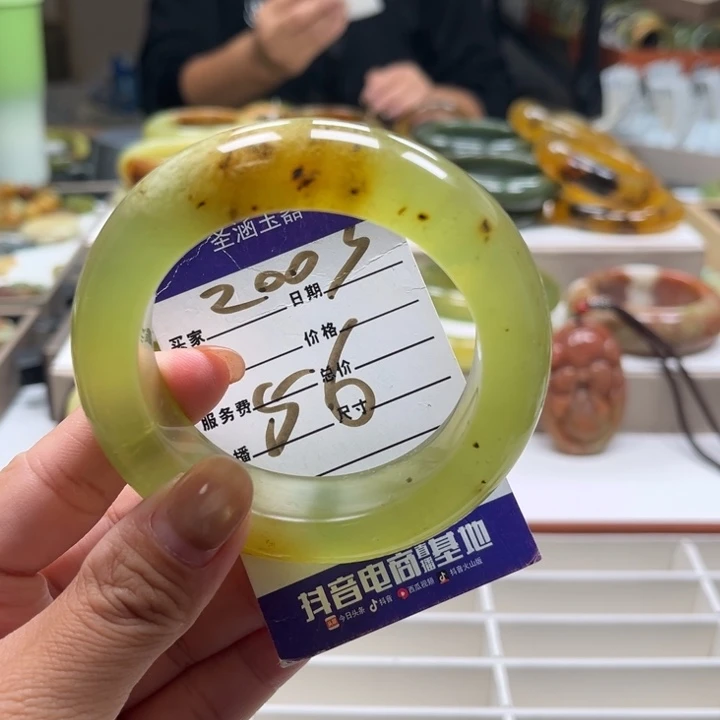 圣涵玉器
2005
日期
买家
价格
总价
服务费
56
尺寸
播
抖音电商直播基地
今日头条 抖音 西瓜视频 抖音火山版